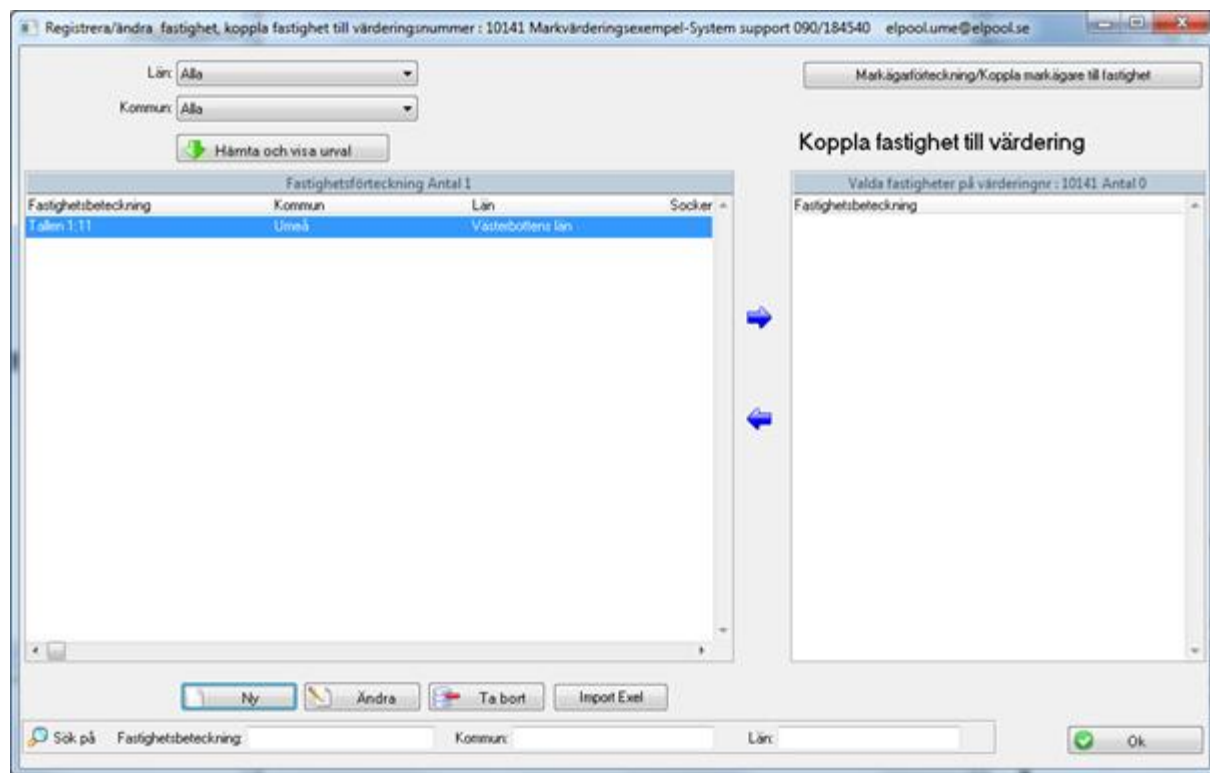 Registrera/ändra fastighet, koppla fastighet till värderingsnummer : 10141 Markvärderingsexempel-System support 090/184540 elpool.ume@elpool.se
Län: Alla
Markägarförteckning/Koppla markägare till fastighet
Kommun: Alla
Hämta och visa urval
Koppla fastighet till värdering
Fastighetsförteckning Antal 1
Valda fastigheter på värderingnr : 10141 Antal 0
Fastighetsbeteckning Kommun Län Socker
Fastighetsbeteckning
Tallen 1:11 Umeå Västerbottens län
Ny Ändra Ta bort Import Exel
Sök på Fastighetsbeteckning: Kommun: Län:
Ok